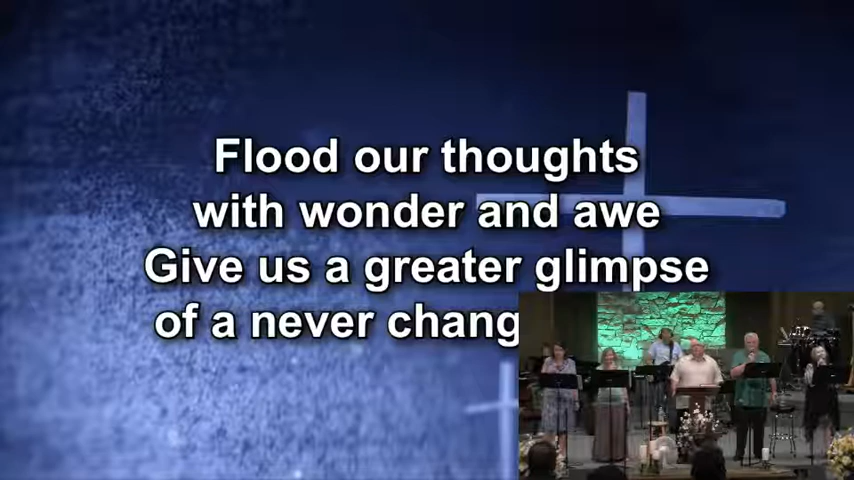 Flood our thoughts
with wonder and awe
Give us a greater glimpse
of a never chang